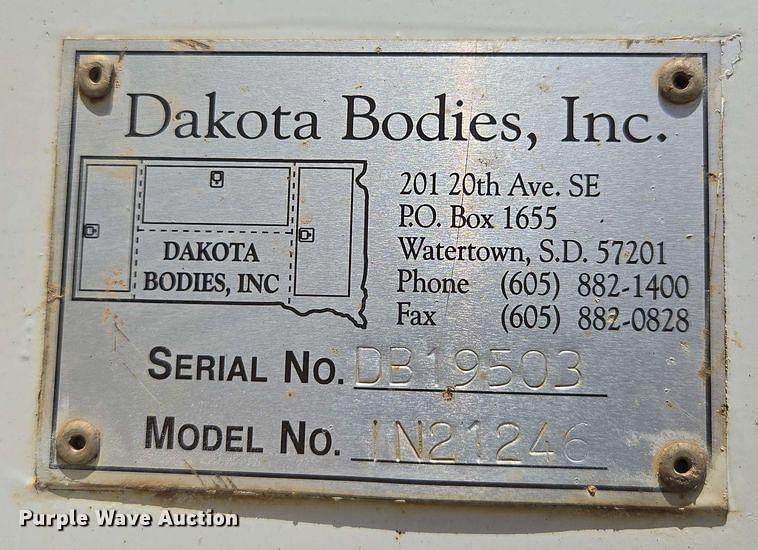 Dakota Bodies, Inc.
DAKOTA
BODIES, INC
201 20th Ave. SE
P.O. Box 1655
Watertown, S.D. 57201
Phone (605) 882-1400
Fax (605) 882-0828
SERIAL NO. DB19503
MODEL NO. IN21246
Purple Wave Auction